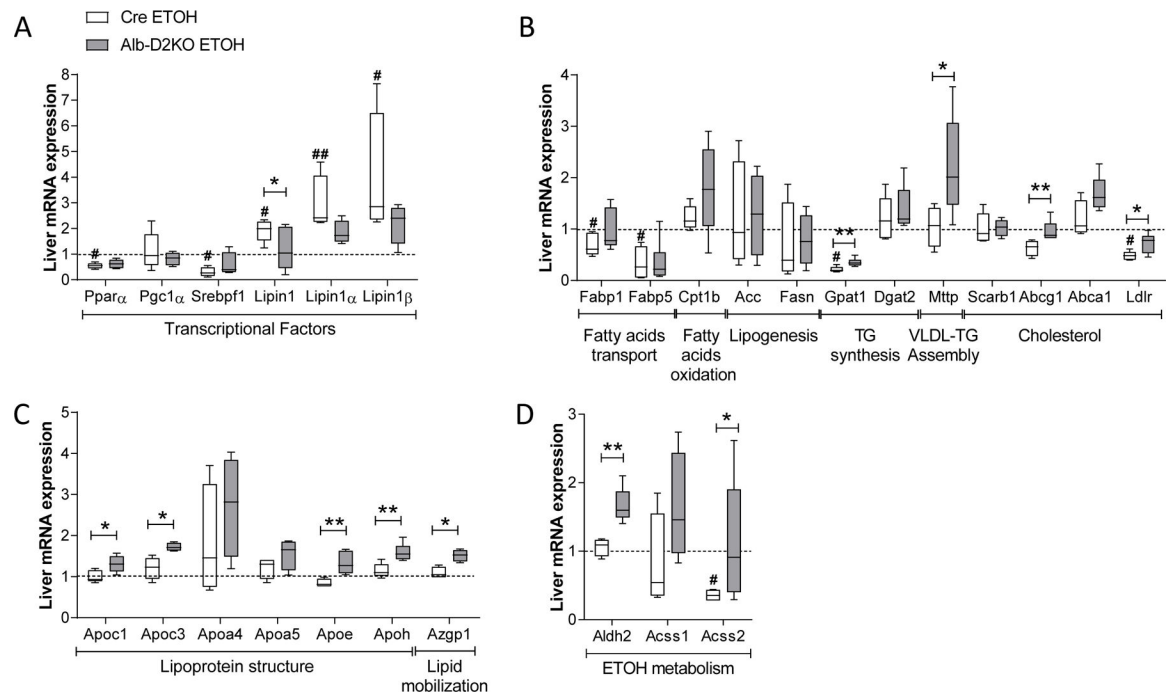 Cre ETOH
Alb-D2KO ETOH
A
Liver mRNA expression
8
7
6
5
4
3
2
1
0
#
#
*
#
##
#
Pparα Pgc1α Srebpf1 Lipin1 Lipin1α Lipin1β
Transcriptional Factors
B
Liver mRNA expression
4
3
2
1
0
#
#
**
#
*
**
*
#
Fabp1 Fabp5 Cpt1b Acc Fasn Gpat1 Dgat2 Mttp Scarb1 Abcg1 Abca1 Ldlr
Fatty acids
transport
Fatty
acids
oxidation
Lipogenesis
TG
synthesis
VLDL-TG
Assembly
Cholesterol
C
Liver mRNA expression
5
4
3
2
1
0
*
*
**
**
*
Apoc1 Apoc3 Apoa4 Apoa5 Apoe Apoh Azgp1
Lipoprotein structure
Lipid
mobilization
D
Liver mRNA expression
3
2
1
0
**
*
#
Aldh2 Acss1 Acss2
ETOH metabolism